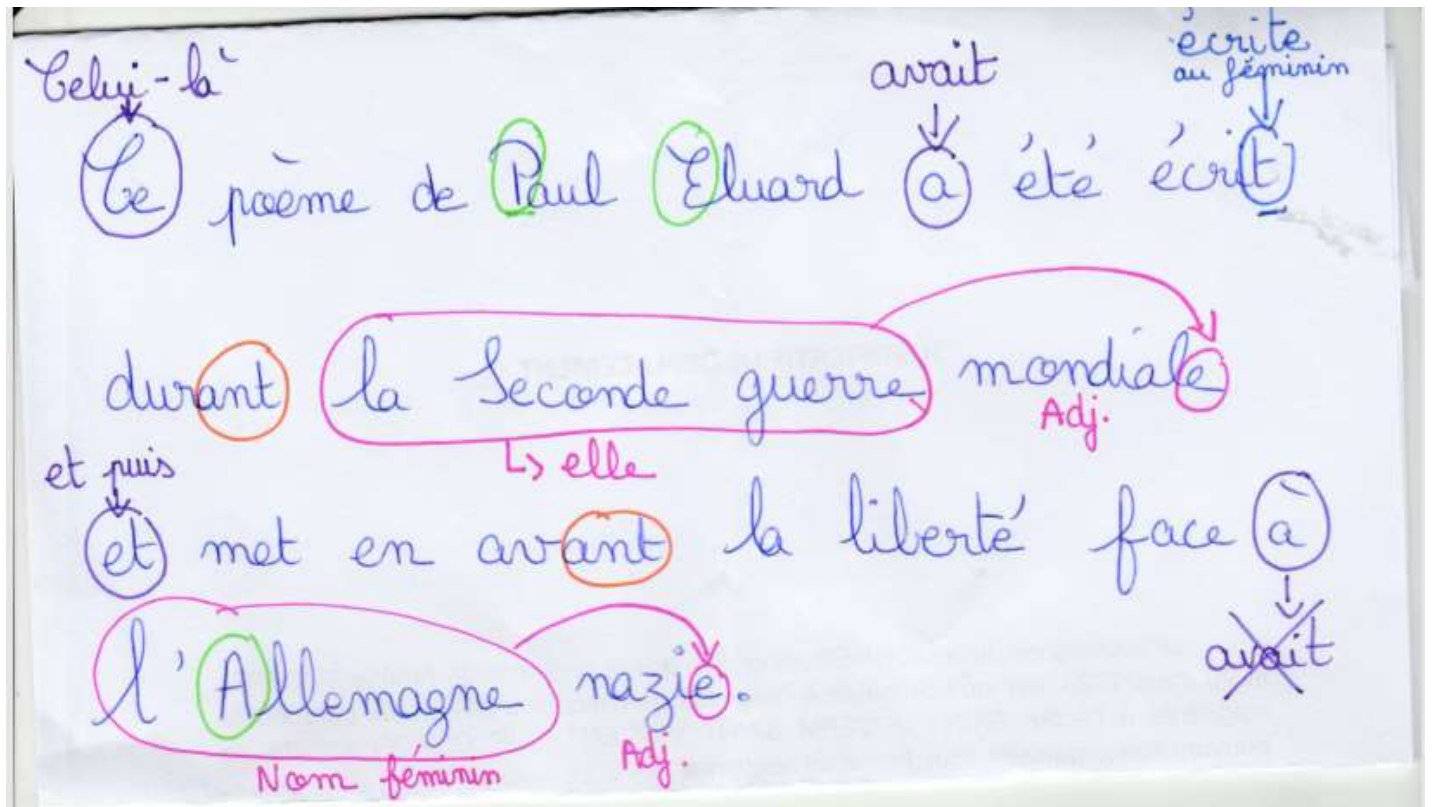 Celui-là avait écrite
au féminin
Ce poème de Paul Eluard a été écrit
durant la Seconde guerre mondiale
Adj.
et puis
↳ elle
et met en avant la liberté face à
avait
l'Allemagne nazie.
Nom féminin Adj.